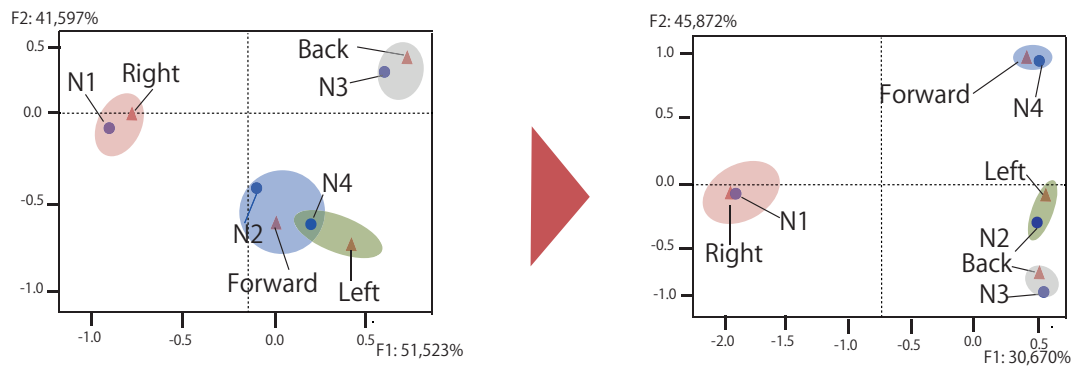 F2: 41,597%
0.5
0.0
-0.5
-1.0
-1.0
-0.5
0.0
0.5
F1: 51,523%
N1
Right
Back
N3
N4
N2
Forward
Left
F2: 45,872%
1.0
0.5
0.0
-0.5
-1.0
-2.0
-1.5
-1.0
-0.5
0.0
0.5
F1: 30,670%
Forward
N4
Left
N1
Right
N2
Back
N3